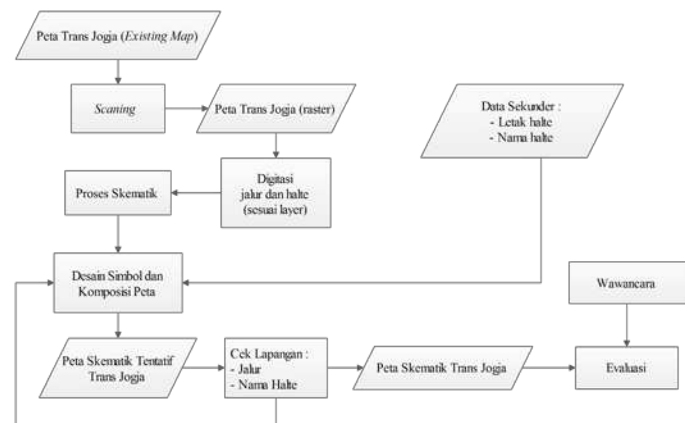 Peta Trans Jogja (Existing Map)
Scaning
Peta Trans Jogja (raster)
Data Sekunder :
- Letak halte
- Nama halte
Digitasi
jalur dan halte
(sesuai layer)
Proses Skematik
Desain Simbol dan
Komposisi Peta
Wawancara
Peta Skematik Tentatif
Trans Jogja
Cek Lapangan :
- Jalur
- Nama Halte
Peta Skematik Trans Jogja
Evaluasi